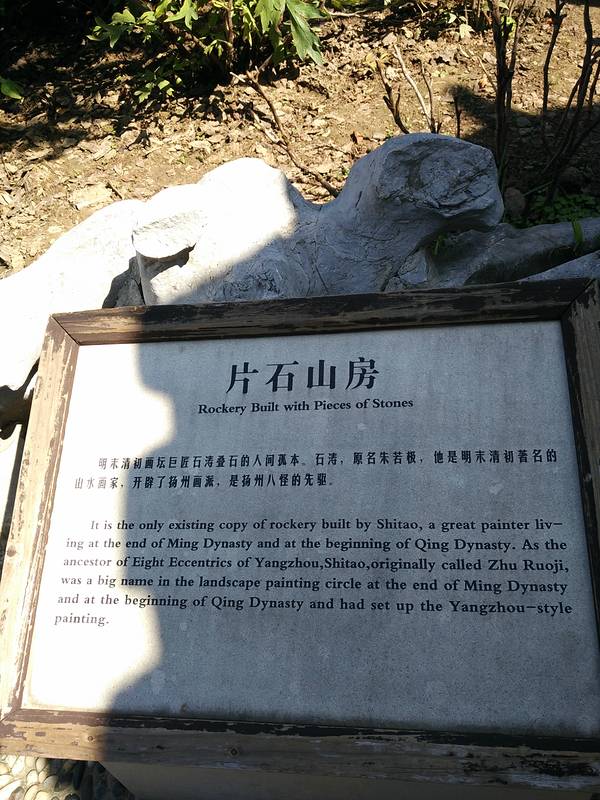 片石山房
Rockery Built with Pieces of Stones
明末清初画坛巨匠石涛叠石的人间孤本。石涛，原名朱若极，他是明末清初著名的
山水画家，开辟了扬州画派，是扬州八怪的先驱。
It is the only existing copy of rockery built by Shitao, a great painter liv-
ing at the end of Ming Dynasty and at the beginning of Qing Dynasty. As the
ancestor of Eight Eccentrics of Yangzhou,Shitao,originally called Zhu Ruoji,
was a big name in the landscape painting circle at the end of Ming Dynasty
and at the beginning of Qing Dynasty and had set up the Yangzhou-style
painting.